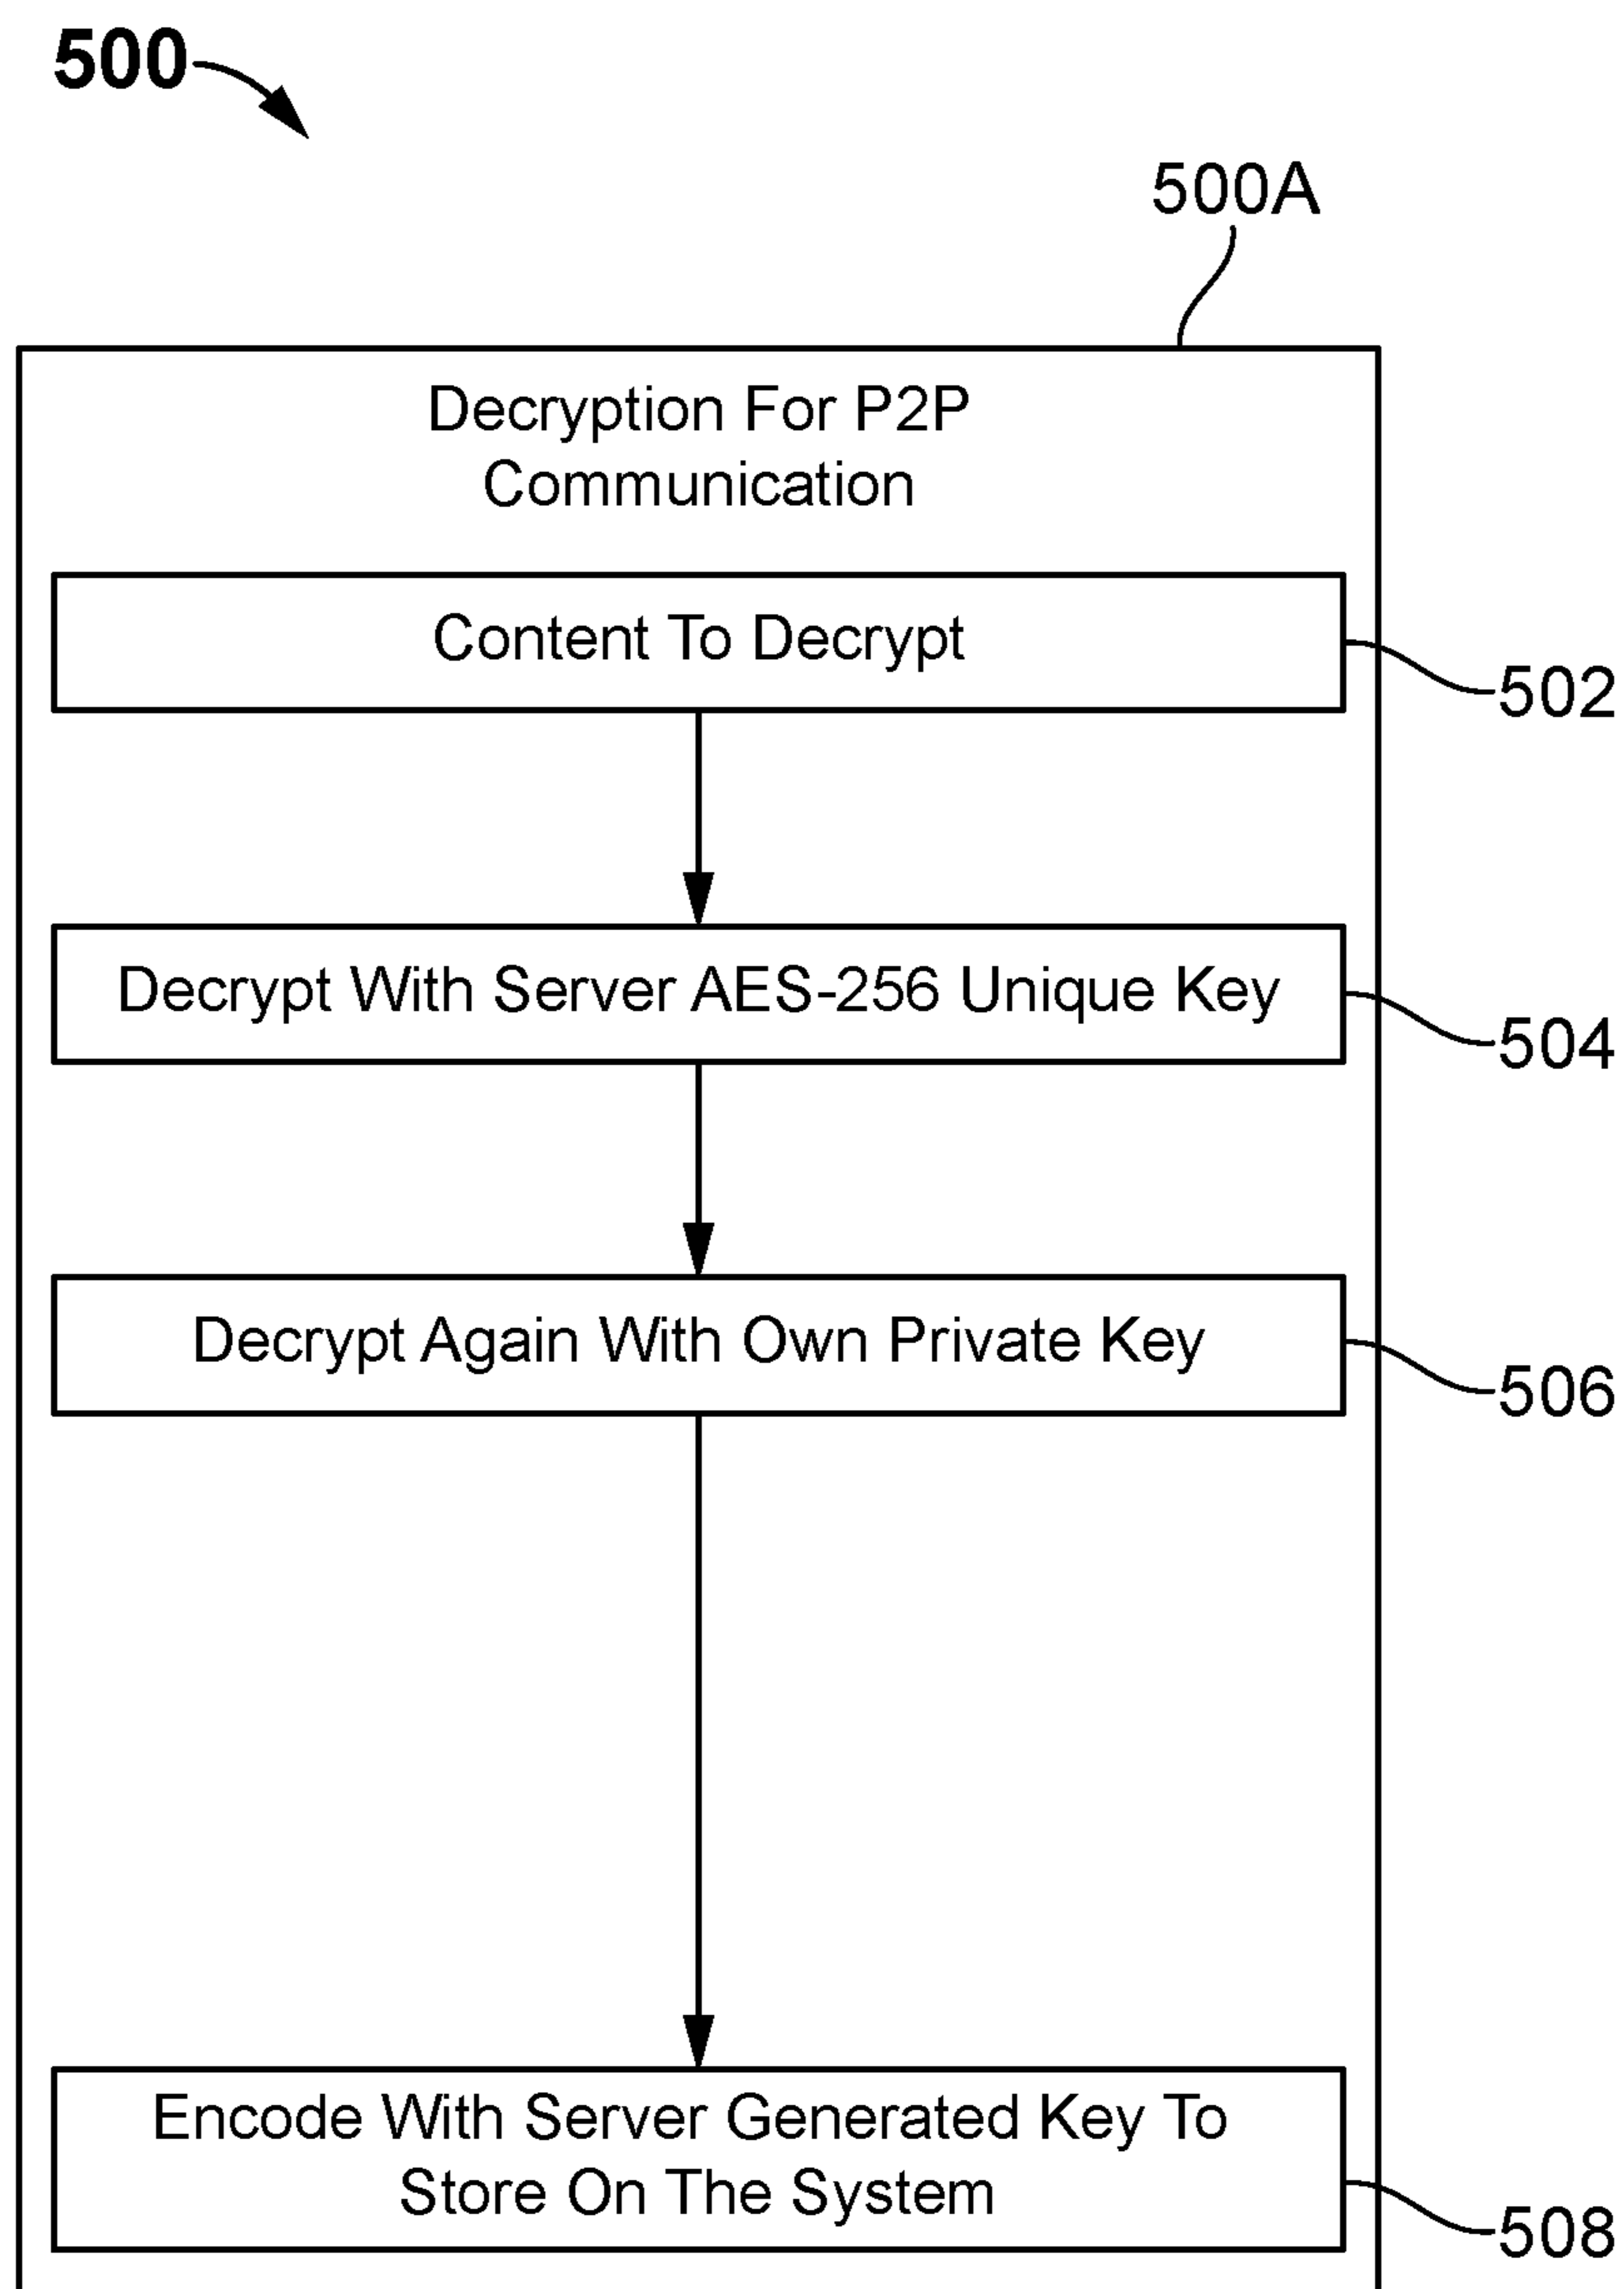 500
500A
Decryption For P2P
Communication
Content To Decrypt
502
Decrypt With Server AES-256 Unique Key
504
Decrypt Again With Own Private Key
506
Encode With Server Generated Key To
Store On The System
508